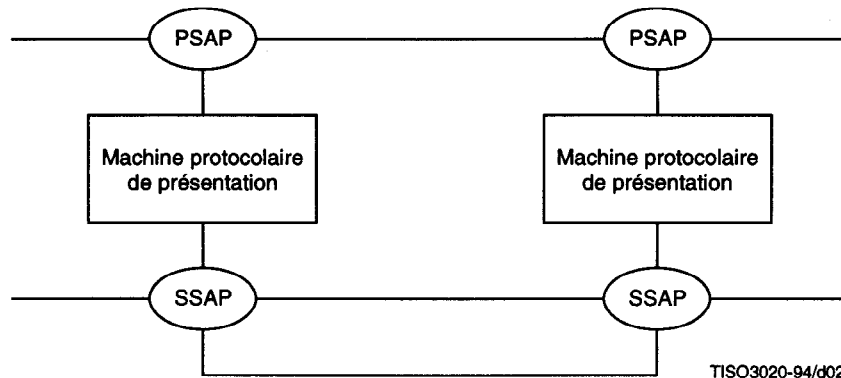 PSAP
PSAP
Machine protocolaire
de présentation
Machine protocolaire
de présentation
SSAP
SSAP
TISO3020-94/d02